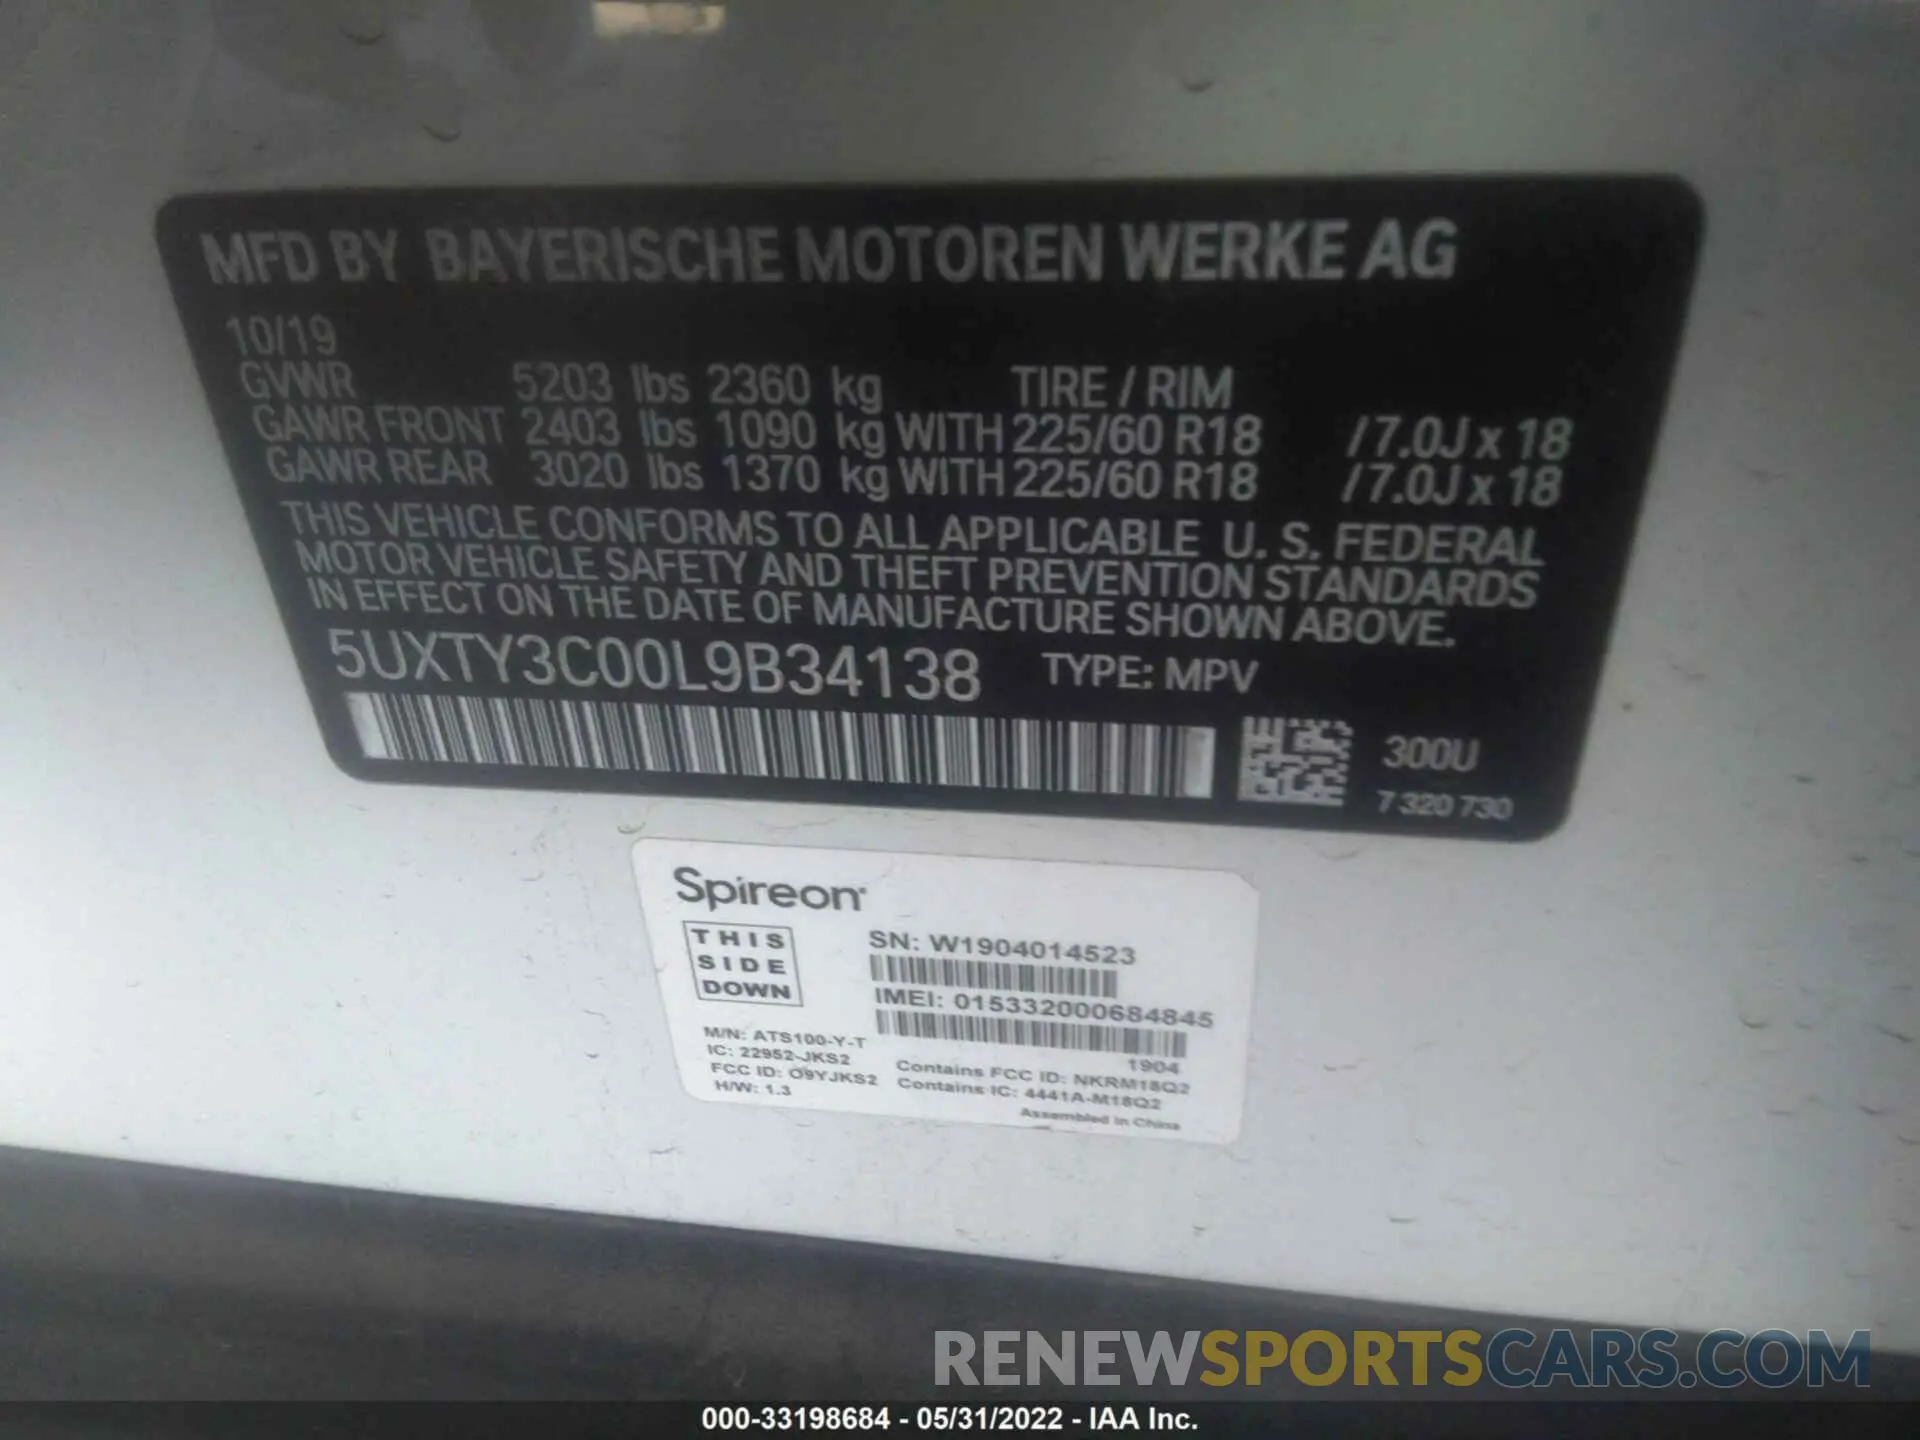 MFD BY BAYERISCHE MOTOREN WERKE AG
10/19
GVWR 5203 lbs 2360 kg TIRE / RIM
GAWR FRONT 2403 lbs 1090 kg WITH 225/60 R18 /7.0J x 18
GAWR REAR 3020 lbs 1370 kg WITH 225/60 R18 /7.0J x 18
THIS VEHICLE CONFORMS TO ALL APPLICABLE U. S. FEDERAL
MOTOR VEHICLE SAFETY AND THEFT PREVENTION STANDARDS
IN EFFECT ON THE DATE OF MANUFACTURE SHOWN ABOVE.
5UXTY3C00L9B34138 TYPE: MPV
300U
7 320 730
Spireon
THIS
SIDE
DOWN
SN: W1904014523
IMEI: 015332000684845
1904
M/N: ATS100-Y-T
IC: 22952-JKS2
FCC ID: O9YJKS2
H/W: 1.3
Contains FCC ID: NKRM18Q2
Contains IC: 4441A-M18Q2
Assembled in China
RENEWSPORTSCARS.COM
000-33198684 - 05/31/2022 - IAA Inc.